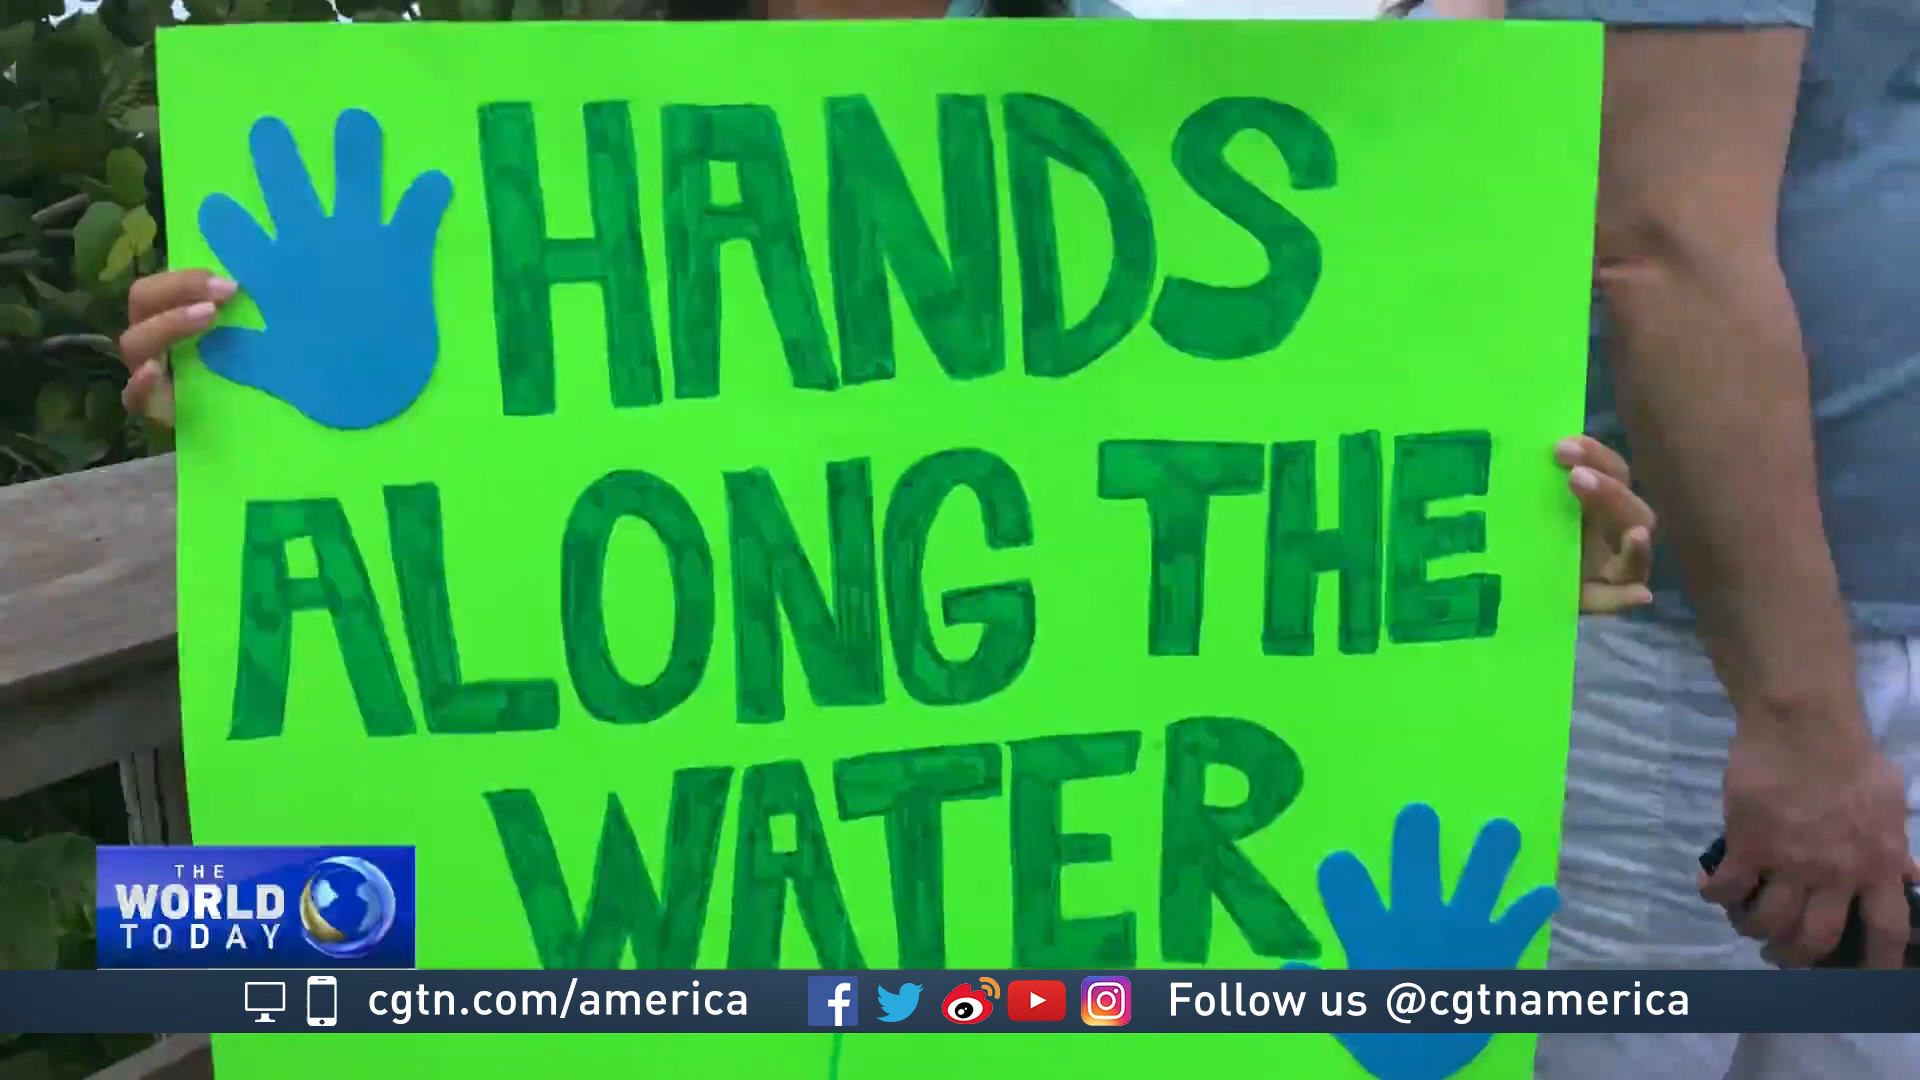 HANDS
ALONG THE
WATER
THE
WORLD
TODAY
cgtn.com/america
Follow us @cgtnamerica